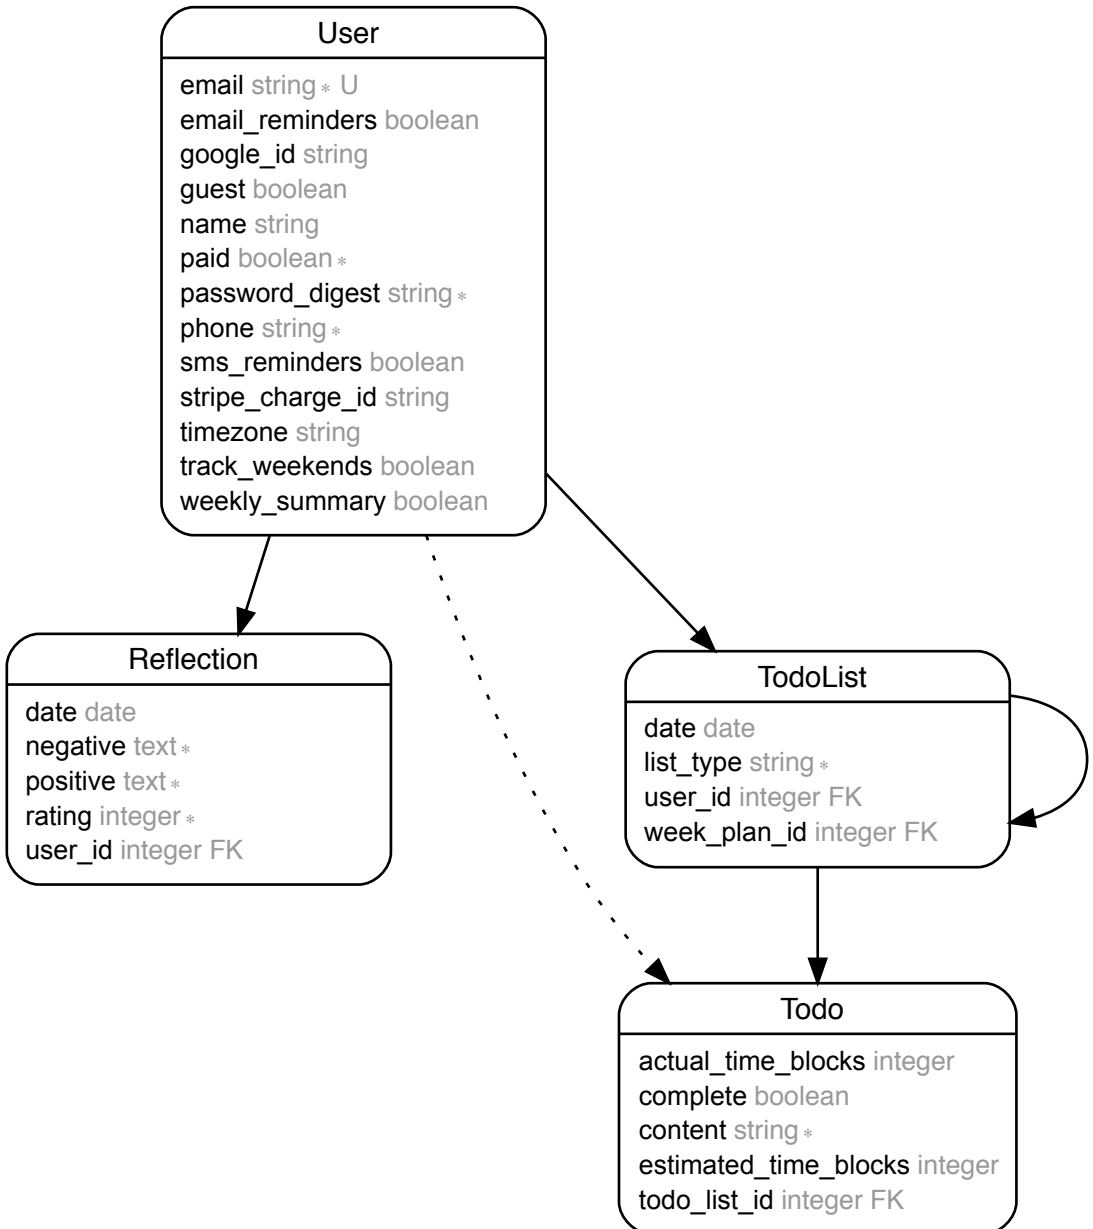 User
email string∗ U
email_reminders boolean
google_id string
guest boolean
name string
paid boolean∗
password_digest string∗
phone string∗
sms_reminders boolean
stripe_charge_id string
timezone string
track_weekends boolean
weekly_summary boolean
Reflection
date date
negative text∗
positive text∗
rating integer∗
user_id integer FK
TodoList
date date
list_type string∗
user_id integer FK
week_plan_id integer FK
Todo
actual_time_blocks integer
complete boolean
content string∗
estimated_time_blocks integer
todo_list_id integer FK